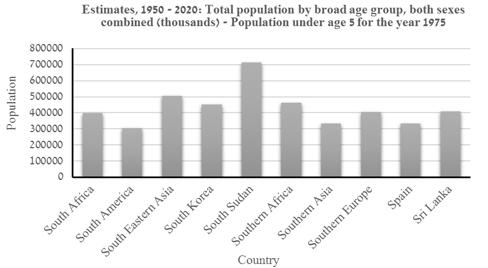 Estimates, 1950 - 2020: Total population by broad age group, both sexes
combined (thousands) - Population under age 5 for the year 1975
Population
800000
700000
600000
500000
400000
300000
200000
100000
0
South Africa
South America
South Eastern Asia
South Korea
South Sudan
Southern Africa
Southern Asia
Southern Europe
Spain
Sri Lanka
Country